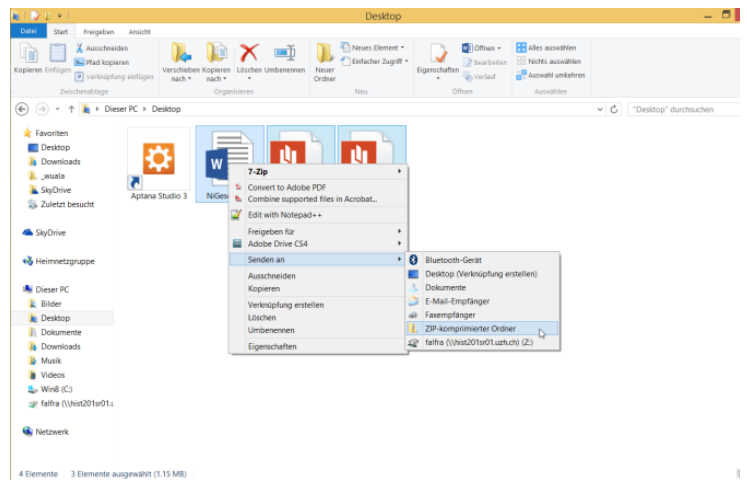 Desktop
Datei Start Freigeben Ansicht
Kopieren Einfügen
Ausschneiden
Pfad kopieren
Verknüpfung einfügen
Zwischenablage
Verschieben nach
Kopieren nach
Löschen
Umbenennen
Organisieren
Neuer Ordner
Neues Element
Einfacher Zugriff
Neu
Eigenschaften
Öffnen
Bearbeiten
Verlauf
Öffnen
Alles auswählen
Nichts auswählen
Auswahl umkehren
Auswählen
Dieser PC Desktop
"Desktop" durchsuchen
Favoriten
Desktop
Downloads
_wuala
SkyDrive
Zuletzt besucht
SkyDrive
Heimnetzgruppe
Dieser PC
Bilder
Desktop
Dokumente
Downloads
Musik
Videos
Win8 (C:)
falfra (\\hist201sr01.u
Netzwerk
Aptana Studio 3
W
NiGes
7-Zip
Convert to Adobe PDF
Combine supported files in Acrobat...
Edit with Notepad++
Freigeben für
Adobe Drive CS4
Senden an
Ausschneiden
Kopieren
Verknüpfung erstellen
Löschen
Umbenennen
Eigenschaften
Bluetooth-Gerät
Desktop (Verknüpfung erstellen)
Dokumente
E-Mail-Empfänger
Faxempfänger
ZIP-komprimierter Ordner
falfra (\\hist201sr01.uzh.ch) (Z:)
4 Elemente 3 Elemente ausgewählt (1.15 MB)